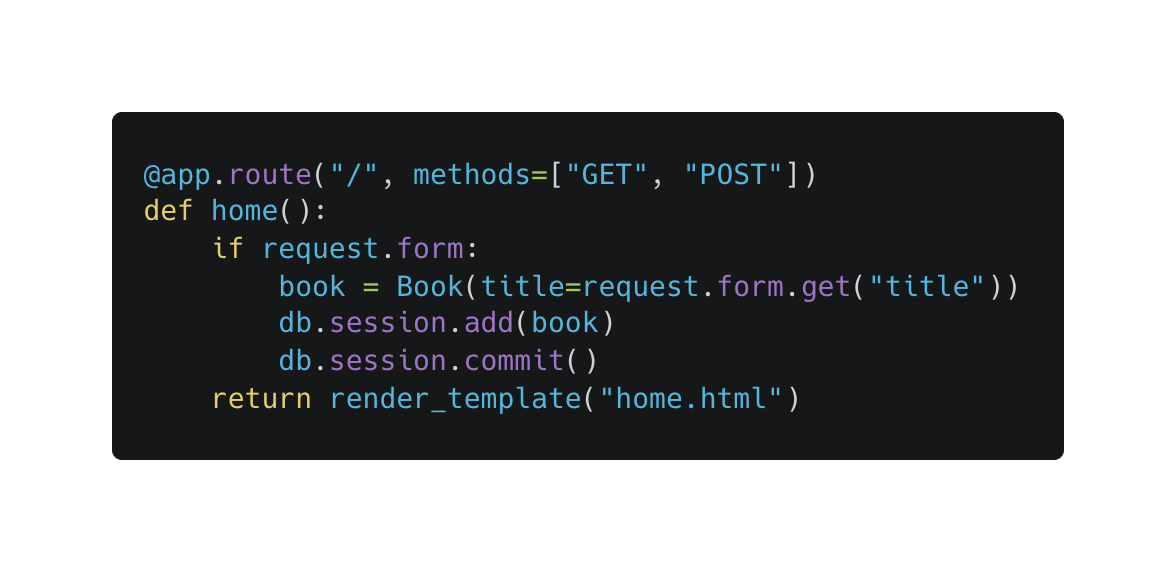 @app.route("/", methods=["GET", "POST"])
def home():
    if request.form:
        book = Book(title=request.form.get("title"))
        db.session.add(book)
        db.session.commit()
    return render_template("home.html")